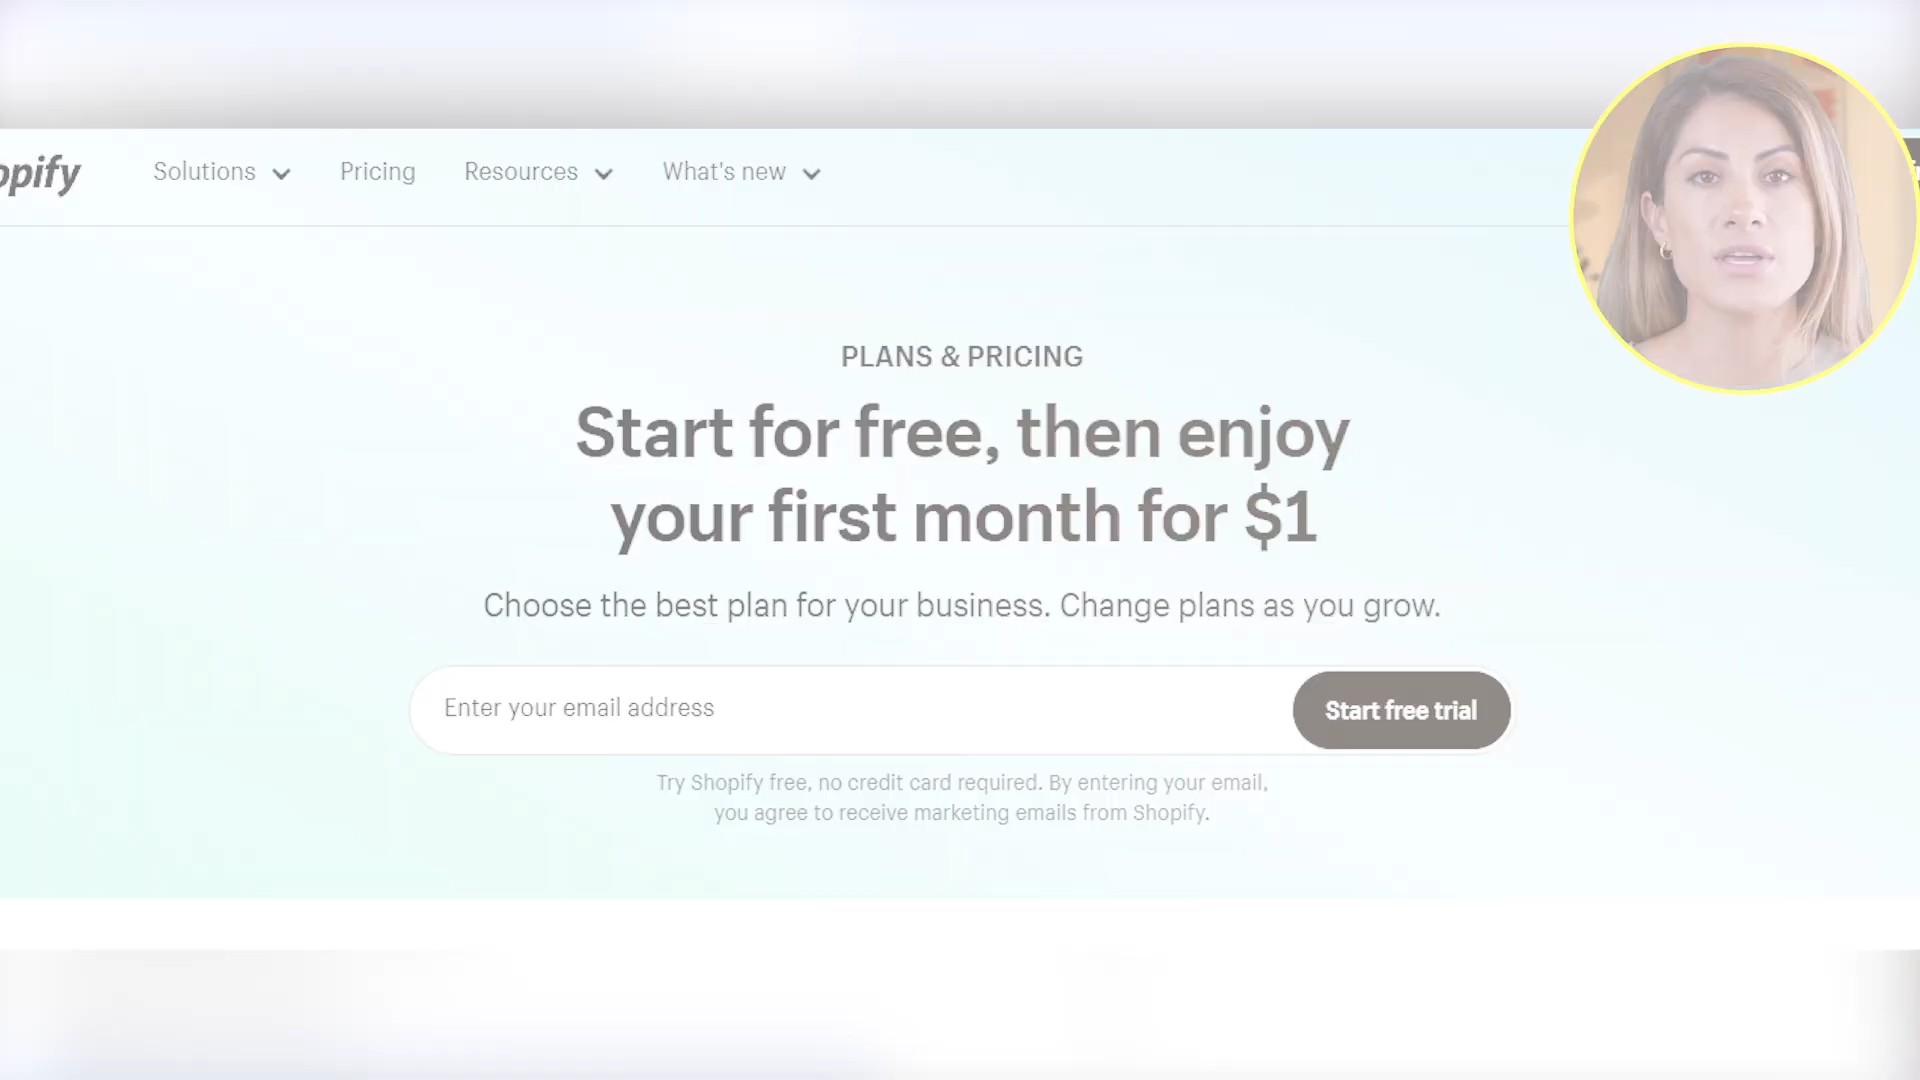 opify
Solutions
Pricing
Resources
What's new
PLANS & PRICING
Start for free, then enjoy
your first month for $1
Choose the best plan for your business. Change plans as you grow.
Enter your email address
Start free trial
Try Shopify free, no credit card required. By entering your email,
you agree to receive marketing emails from Shopify.